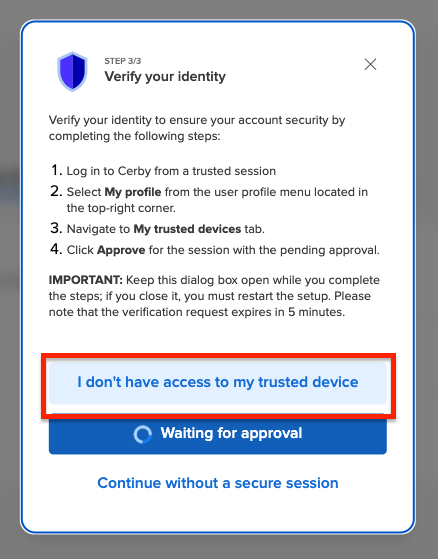 STEP 3/3
Verify your identity
Verify your identity to ensure your account security by
completing the following steps:
1. Log in to Cerby from a trusted session
2. Select My profile from the user profile menu located in
the top-right corner.
3. Navigate to My trusted devices tab.
4. Click Approve for the session with the pending approval.
IMPORTANT: Keep this dialog box open while you complete
the steps; if you close it, you must restart the setup. Please
note that the verification request expires in 5 minutes.
I don't have access to my trusted device
Waiting for approval
Continue without a secure session